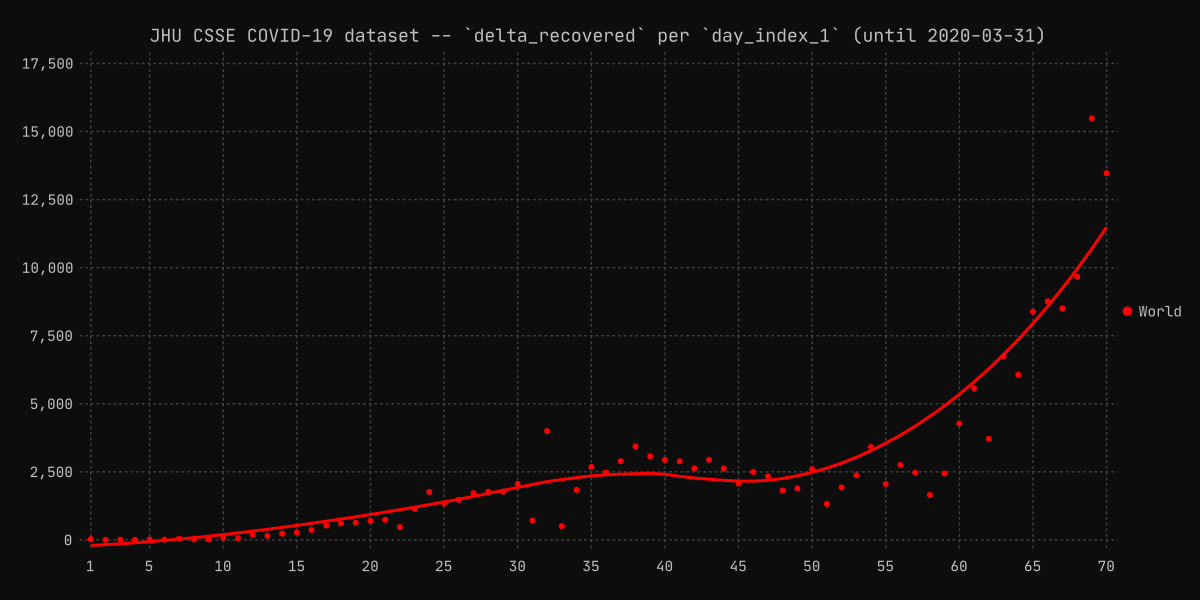 JHU CSSE COVID-19 dataset -- `delta_recovered` per `day_index_1` (until 2020-03-31)
17,500
15,000
12,500
10,000
7,500
5,000
2,500
0
World
1 5 10 15 20 25 30 35 40 45 50 55 60 65 70